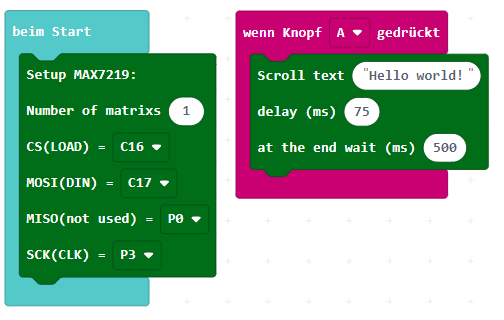 beim Start
Setup MAX7219:
Number of matrixs 1
CS(LOAD) = C16
MOSI(DIN) = C17
MISO(not used) = P0
SCK(CLK) = P3
wenn Knopf A gedrückt
Scroll text "Hello world!"
delay (ms) 75
at the end wait (ms) 500